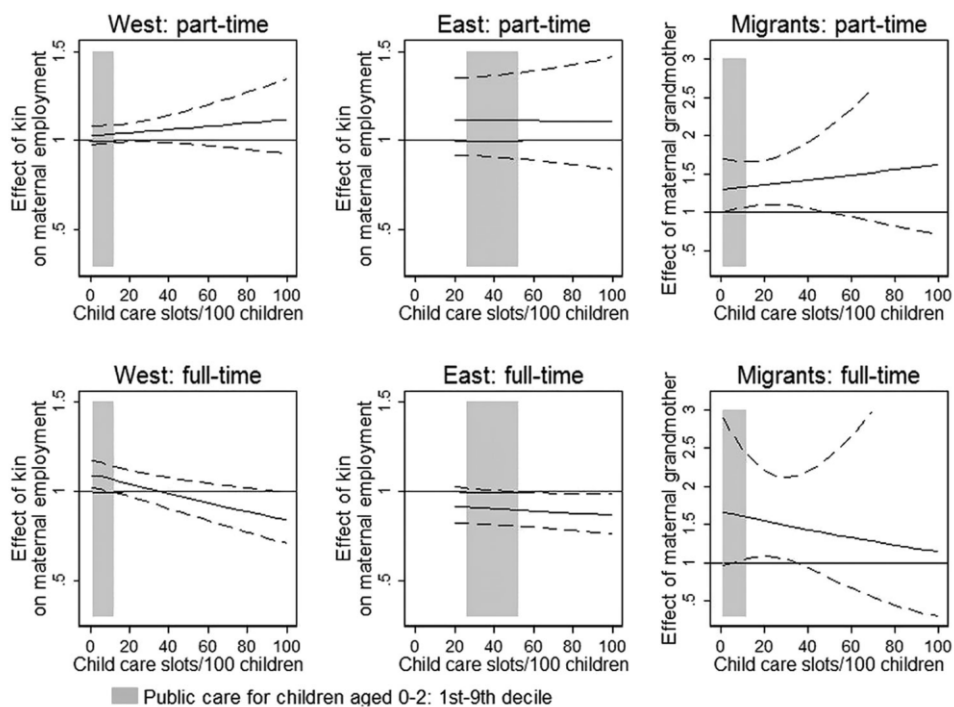 West: part-time
Effect of kin
on maternal employment
.5 1 1.5
0 20 40 60 80 100
Child care slots/100 children
East: part-time
Effect of kin
on maternal employment
.5 1 1.5
0 20 40 60 80 100
Child care slots/100 children
Migrants: part-time
Effect of maternal grandmother
.5 1 1.5 2 2.5 3
0 20 40 60 80 100
Child care slots/100 children
West: full-time
Effect of kin
on maternal employment
.5 1 1.5
0 20 40 60 80 100
Child care slots/100 children
East: full-time
Effect of kin
on maternal employment
.5 1 1.5
0 20 40 60 80 100
Child care slots/100 children
Migrants: full-time
Effect of maternal grandmother
.5 1 1.5 2 2.5 3
0 20 40 60 80 100
Child care slots/100 children
Public care for children aged 0-2: 1st-9th decile